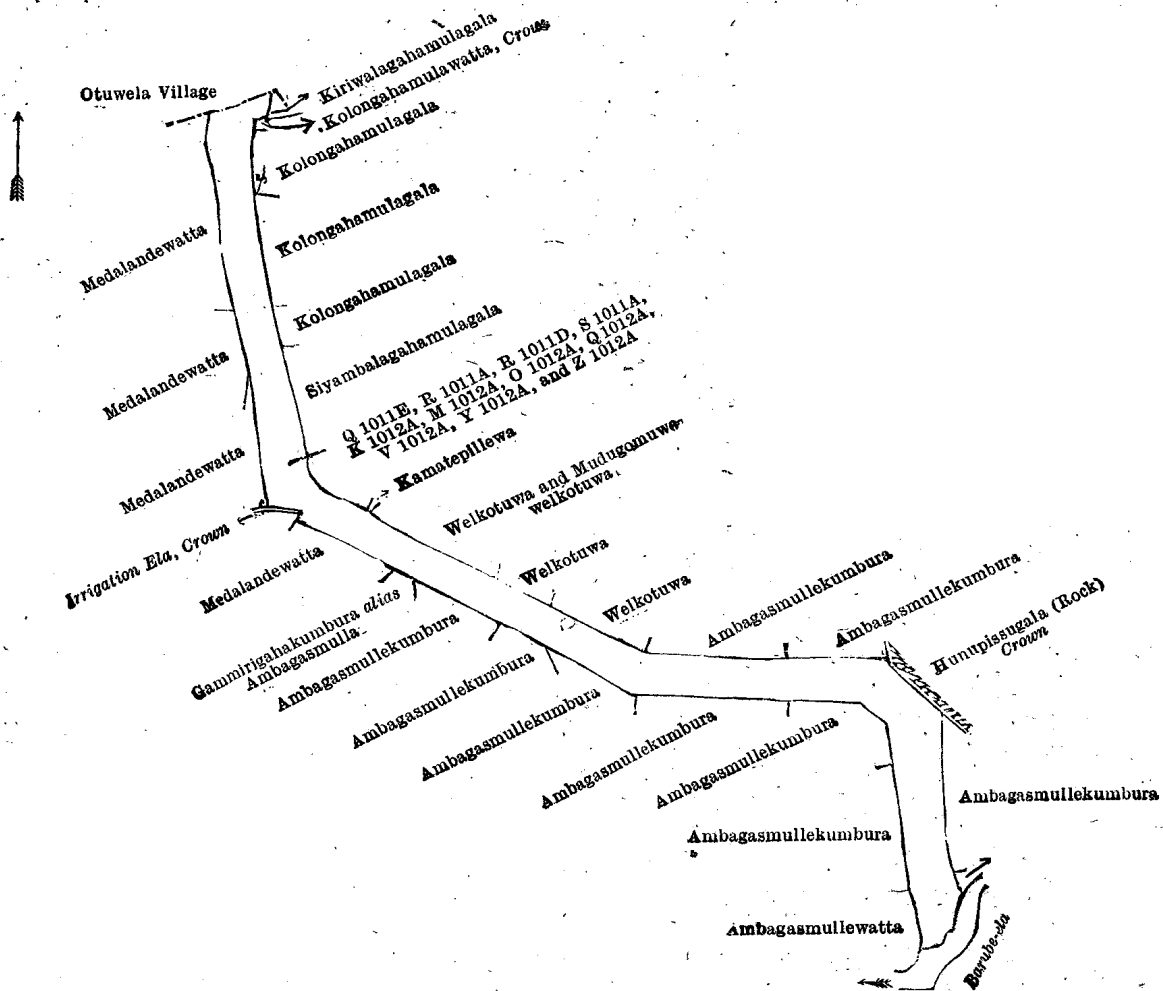 Otuwela Village
Kiriwalagahamulagala
Kolongahamulawatta, Crown
Kolongahamulagala
Kolongahamulagala
Medalandewatta
Kolongahamulagala
Siyambalagahamulagala
Medalandewatta
Q 1011E, R 1011A, R 1011D, S 1011A,
K 1012A, M 1012A, O 1012A, Q 1012A,
V 1012A, Y 1012A, and Z 1012A
Medalandewatta
Kamatepillewa
Welkotuwa and Mudugomuwa-
welkotuwa
Irrigation Ela, Crown
Medalandewatta
Welkotuwa
Welkotuwa
Gammirigahakumbura alias
Ambagasmulla
Ambagasmullekumbura
Ambagasmullekumbura
Ambagasmullekumbura
Hunupissugala (Rock)
Crown
Ambagasmullekumbura
Ambagasmullekumbura
Ambagasmullekumbura
Ambagasmullekumbura
Ambagasmullekumbura
Ambagasmullekumbura
Ambagasmullewatta
Barube-ela